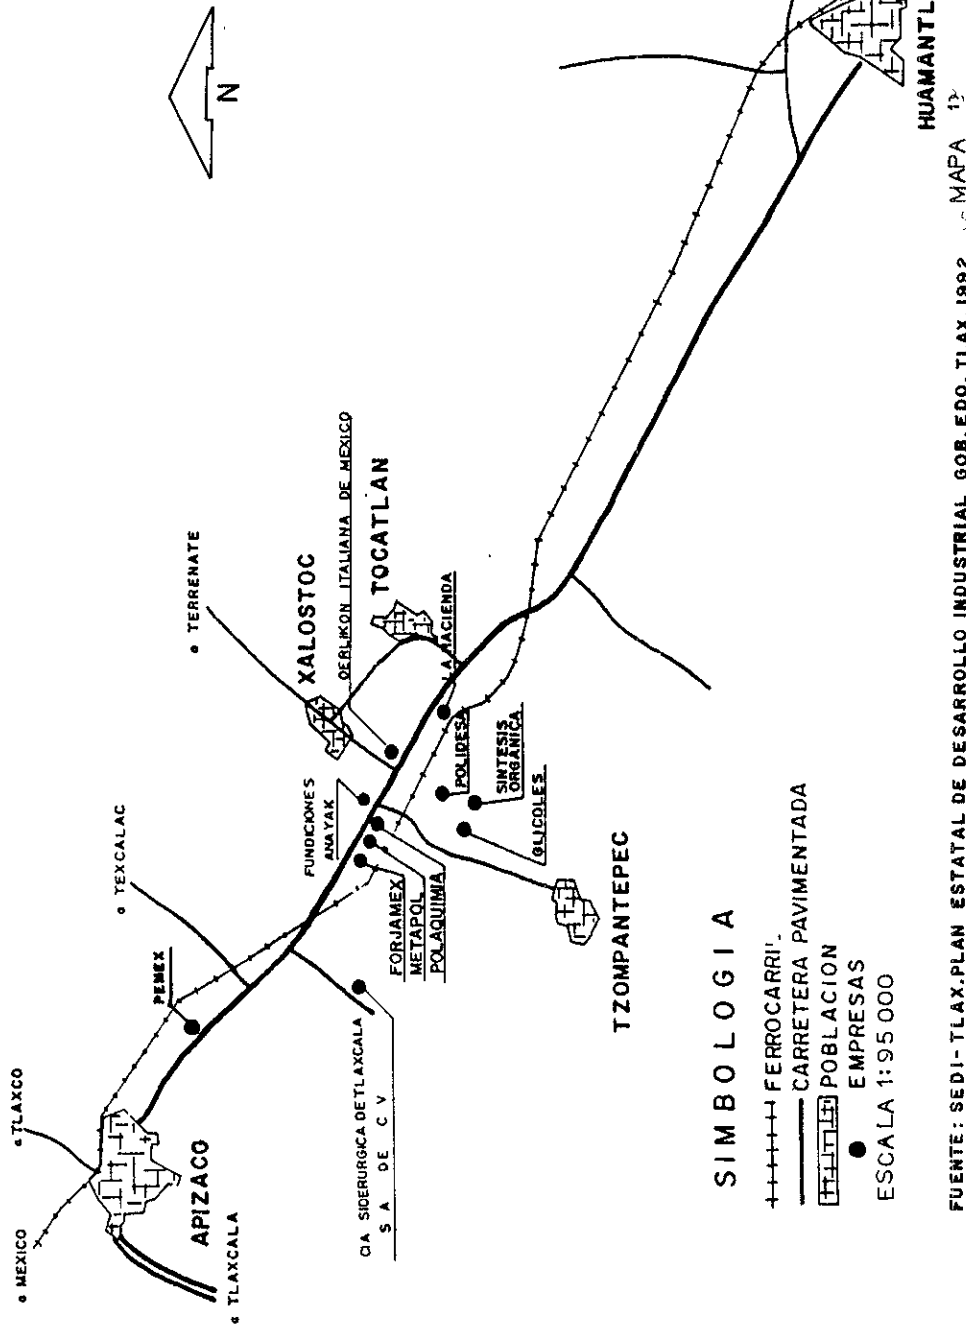 a MEXICO
a TLAXCO
APIZACO
a TLAXCALA
PEMEX
a TEXCALAC
CIA SIDERURGICA DE TLAXCALA
S A DE C V
FUNDICIONES
ANAYAK
FORJAMEX
METAPOL
POLAQUIMIA
a TERRENATE
XALOSTOC
OERLIKON ITALIANA DE MEXICO
TOCATLAN
LA HACIENDA
POLIDESA
SINTESIS
ORGANICA
GLICOLES
TZOMPANTEPEC
N
HUAMANTL
SIMBOLOGIA
FERROCARRI
CARRETERA PAVIMENTADA
POBLACION
EMPRESAS
ESCALA 1:95 000
FUENTE: SEDI-TLAX.PLAN ESTATAL DE DESARROLLO INDUSTRIAL GOB. EDO. TLAX 1992
MAPA